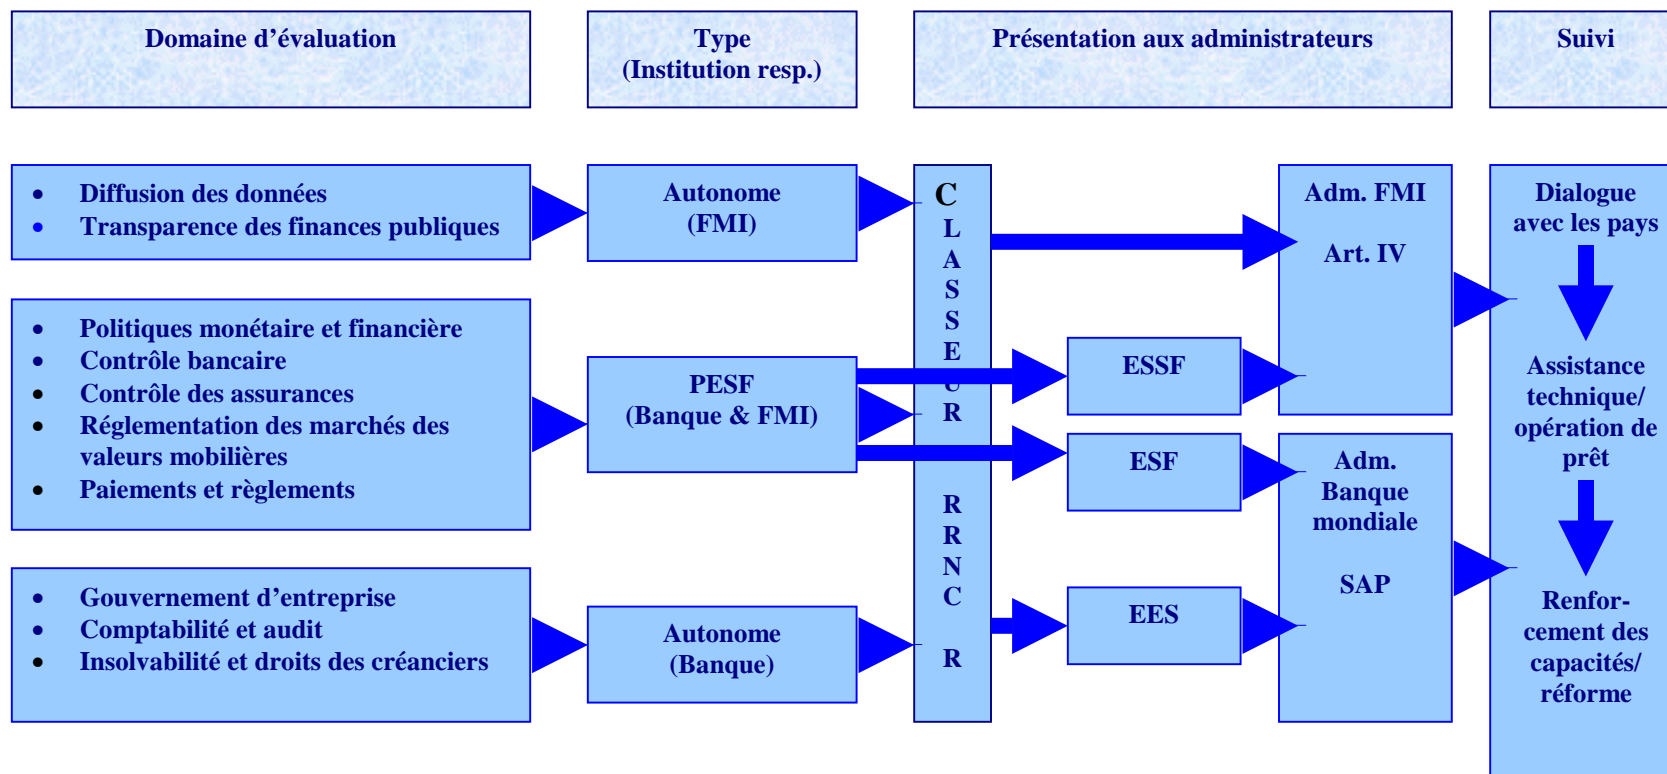 Domaine d’évaluation
Type
(Institution resp.)
Présentation aux administrateurs
Suivi
• Diffusion des données
• Transparence des finances publiques
Autonome
(FMI)
• Politiques monétaire et financière
• Contrôle bancaire
• Contrôle des assurances
• Réglementation des marchés des
valeurs mobilières
• Paiements et règlements
PESF
(Banque & FMI)
• Gouvernement d’entreprise
• Comptabilité et audit
• Insolvabilité et droits des créanciers
Autonome
(Banque)
C
L
A
S
S
E
U
R
R
R
N
C
R
ESSF
ESF
EES
Adm. FMI
Art. IV
Adm.
Banque
mondiale
SAP
Dialogue
avec les pays
Assistance
technique/
opération de
prêt
Renfor-
cement des
capacités/
réforme